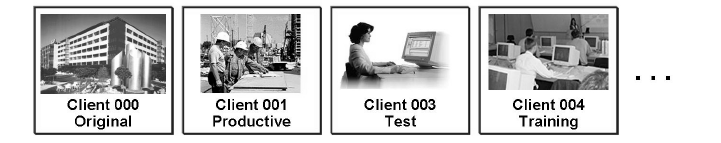 Client 000
Original
Client 001
Productive
Client 003
Test
Client 004
Training
...